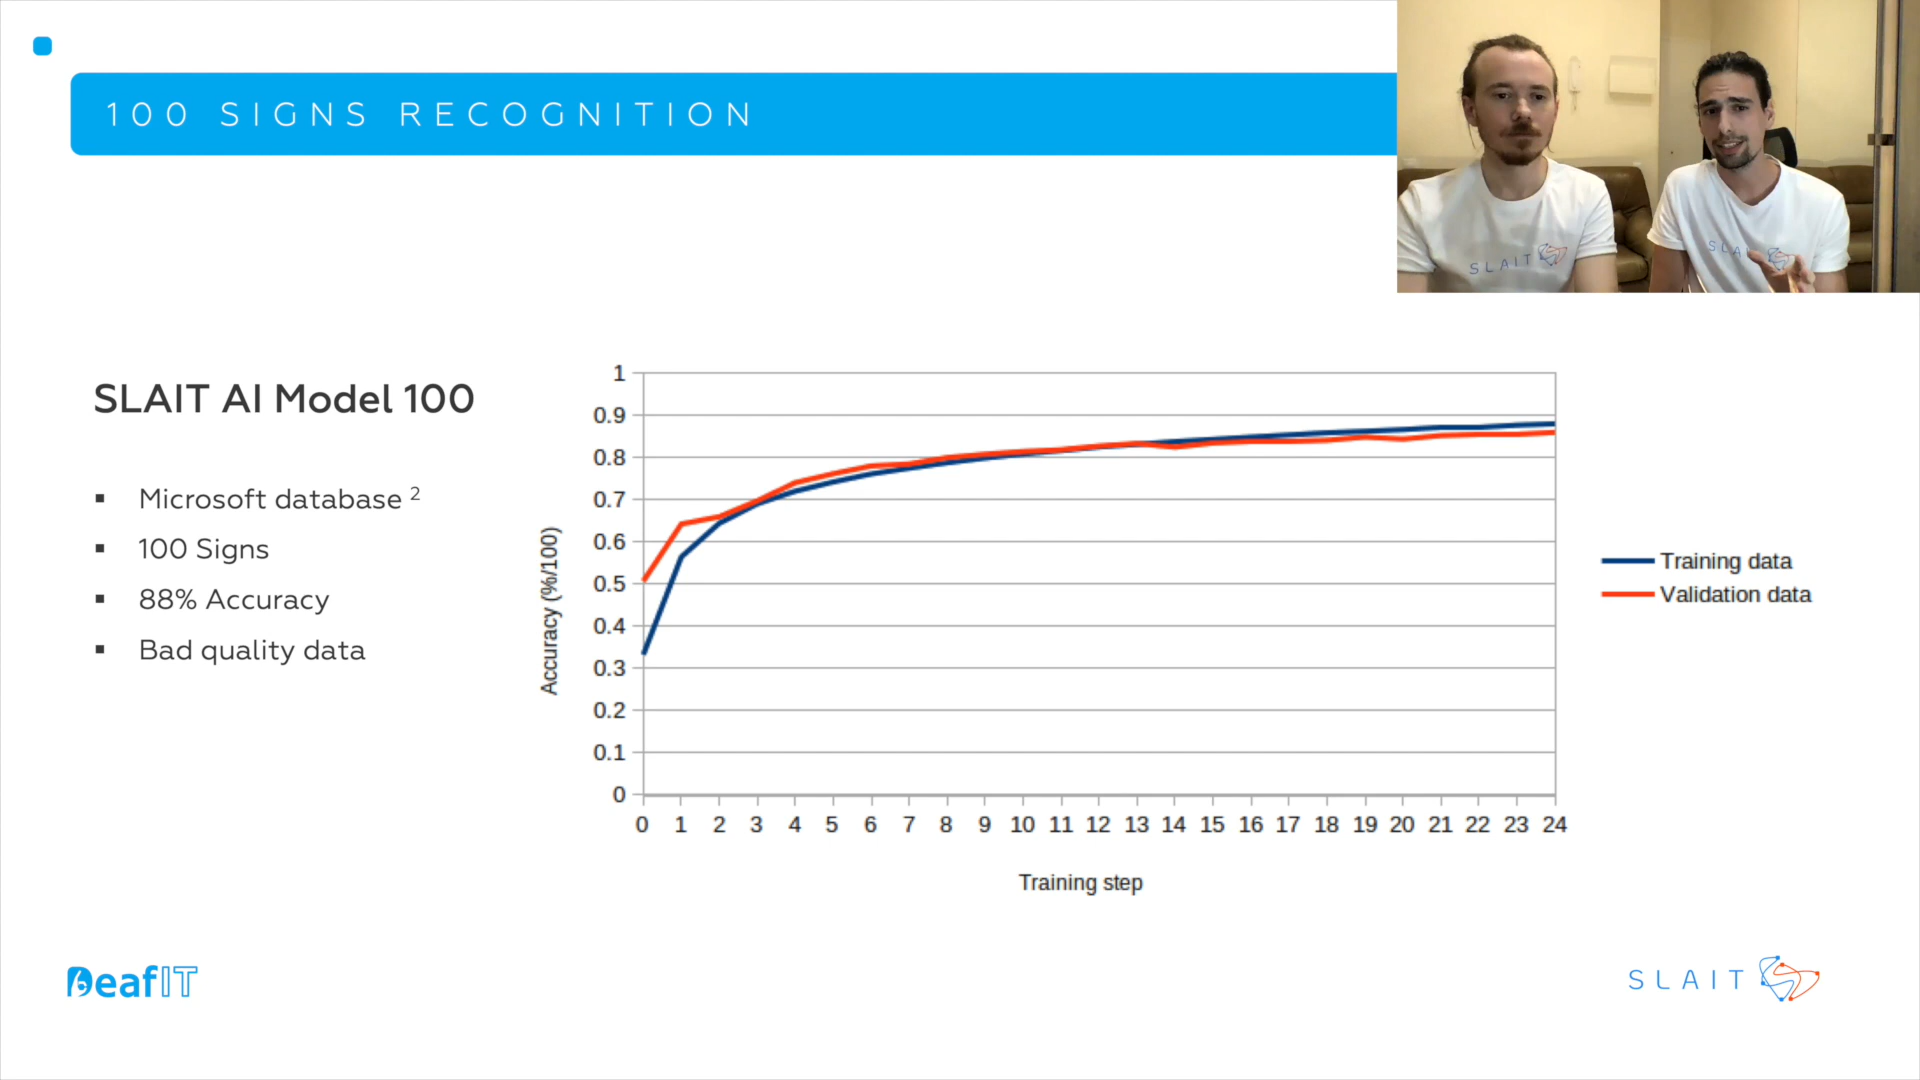 100 SIGNS RECOGNITION
SLAIT
SLA
SLAIT AI Model 100
▪ Microsoft database 2
▪ 100 Signs
▪ 88% Accuracy
▪ Bad quality data
Accuracy (%/100)
1
0.9
0.8
0.7
0.6
0.5
0.4
0.3
0.2
0.1
0
0 1 2 3 4 5 6 7 8 9 10 11 12 13 14 15 16 17 18 19 20 21 22 23 24
Training step
Training data
Validation data
DeafIT
SLAIT